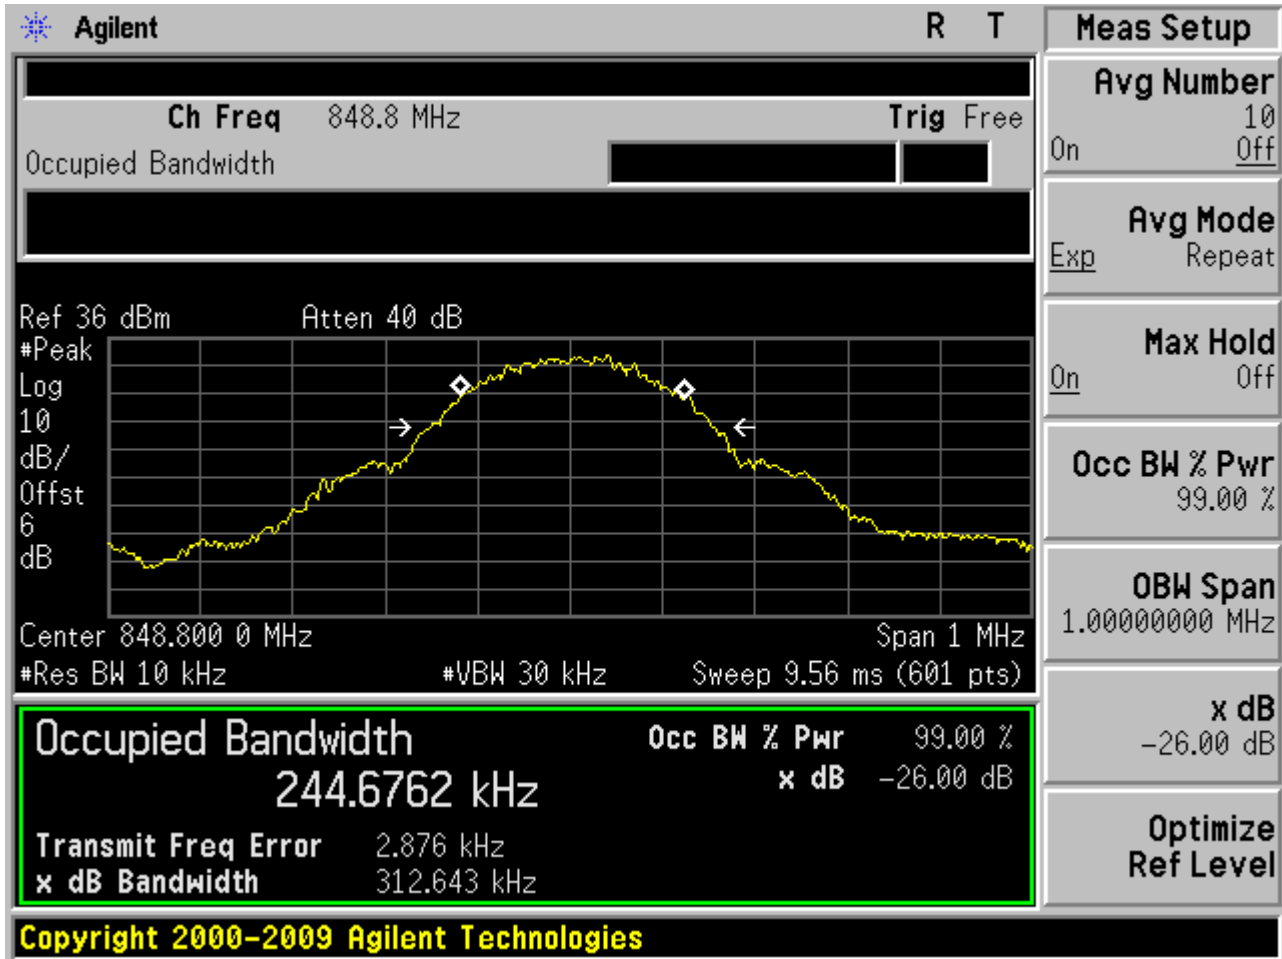 Agilent R T
Ch Freq 848.8 MHz Trig Free
Occupied Bandwidth
Ref 36 dBm Atten 40 dB
#Peak
Log
10
dB/
Offst
6
dB
Center 848.800 0 MHz Span 1 MHz
#Res BW 10 kHz #VBW 30 kHz Sweep 9.56 ms (601 pts)
Occupied Bandwidth
244.6762 kHz
Occ BW % Pwr 99.00 %
x dB -26.00 dB
Transmit Freq Error 2.876 kHz
x dB Bandwidth 312.643 kHz
Meas Setup
Avg Number
10
On Off
Avg Mode
Exp Repeat
Max Hold
On Off
Occ BW % Pwr
99.00 %
OBW Span
1.00000000 MHz
x dB
-26.00 dB
Optimize
Ref Level
Copyright 2000-2009 Agilent Technologies